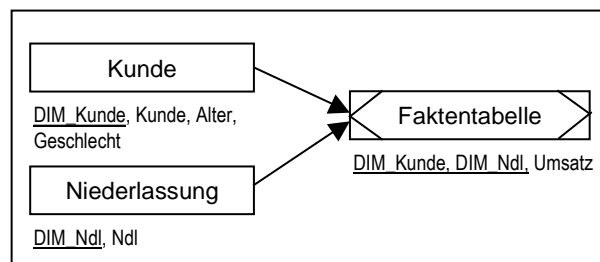 Kunde
DIM_Kunde, Kunde, Alter,
Geschlecht
Faktentabelle
DIM_Kunde, DIM_Ndl, Umsatz
Niederlassung
DIM_Ndl, Ndl